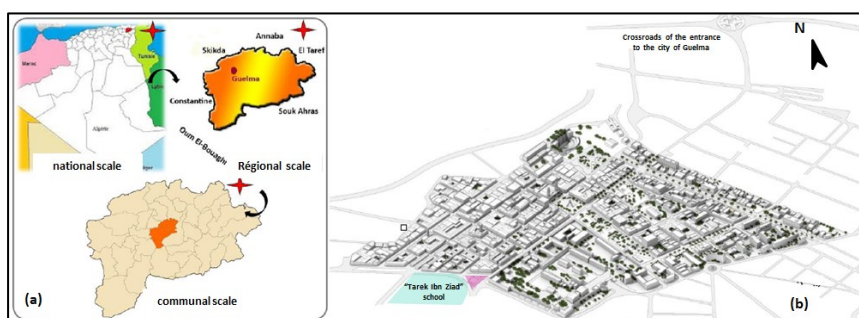 Annaba
Skikda
El Taref
Guelma
Maroc
Tunisie
Constantine
Souk Ahras
Algérie
Oum El-Bouaghi
national scale
Régional scale
(a)
communal scale
Crossroads of the entrance
to the city of Guelma
N
"Tarek Ibn Ziad"
school
(b)